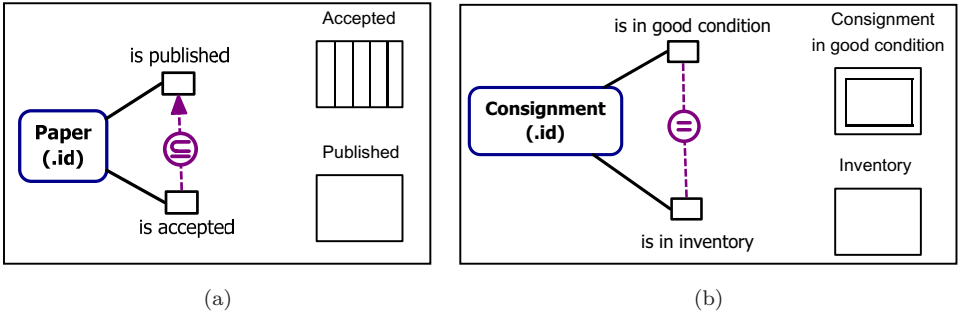 is published
Paper
(.id)
⊆
is accepted
Accepted
Published
is in good condition
Consignment
(.id)
=
is in inventory
Consignment
in good condition
Inventory
(a)
(b)